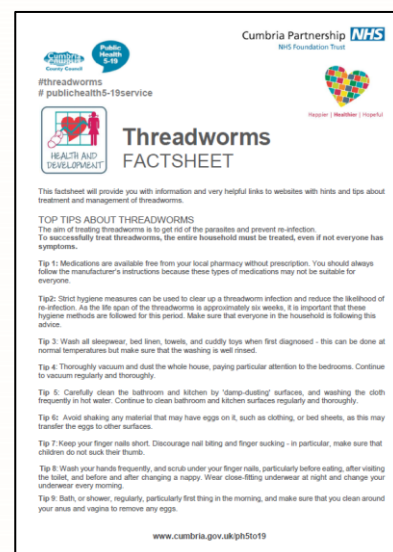 Cumbria Partnership NHS
NHS Foundation Trust
Cumbria
County Council
Public
Health
5-19
#threadworms
# publichealth5-19service
Happier | Healthier | Hopeful
HEALTH AND
DEVELOPMENT
Threadworms
FACTSHEET
This factsheet will provide you with information and very helpful links to websites with hints and tips about
treatment and management of threadworms.
TOP TIPS ABOUT THREADWORMS
The aim of treating threadworms is to get rid of the parasites and prevent re-infection.
To successfully treat threadworms, the entire household must be treated, even if not everyone has
symptoms.
Tip 1: Medications are available free from your local pharmacy without prescription. You should always
follow the manufacturer's instructions because these types of medications may not be suitable for
everyone.
Tip2: Strict hygiene measures can be used to clear up a threadworm infection and reduce the likelihood of
re-infection. As the life span of the threadworms is approximately six weeks, it is important that these
hygiene methods are followed for this period. Make sure that everyone in the household is following this
advice.
Tip 3: Wash all sleepwear, bed linen, towels, and cuddly toys when first diagnosed - this can be done at
normal temperatures but make sure that the washing is well rinsed.
Tip 4: Thoroughly vacuum and dust the whole house, paying particular attention to the bedrooms. Continue
to vacuum regularly and thoroughly.
Tip 5: Carefully clean the bathroom and kitchen by 'damp-dusting' surfaces, and washing the cloth
frequently in hot water. Continue to clean bathroom and kitchen surfaces regularly and thoroughly.
Tip 6: Avoid shaking any material that may have eggs on it, such as clothing, or bed sheets, as this may
transfer the eggs to other surfaces.
Tip 7: Keep your finger nails short. Discourage nail biting and finger sucking - in particular, make sure that
children do not suck their thumb.
Tip 8: Wash your hands frequently, and scrub under your finger nails, particularly before eating, after visiting
the toilet, and before and after changing a nappy. Wear close-fitting underwear at night and change your
underwear every morning.
Tip 9: Bath, or shower, regularly, particularly first thing in the morning, and make sure that you clean around
your anus and vagina to remove any eggs.
www.cumbria.gov.uk/ph5to19